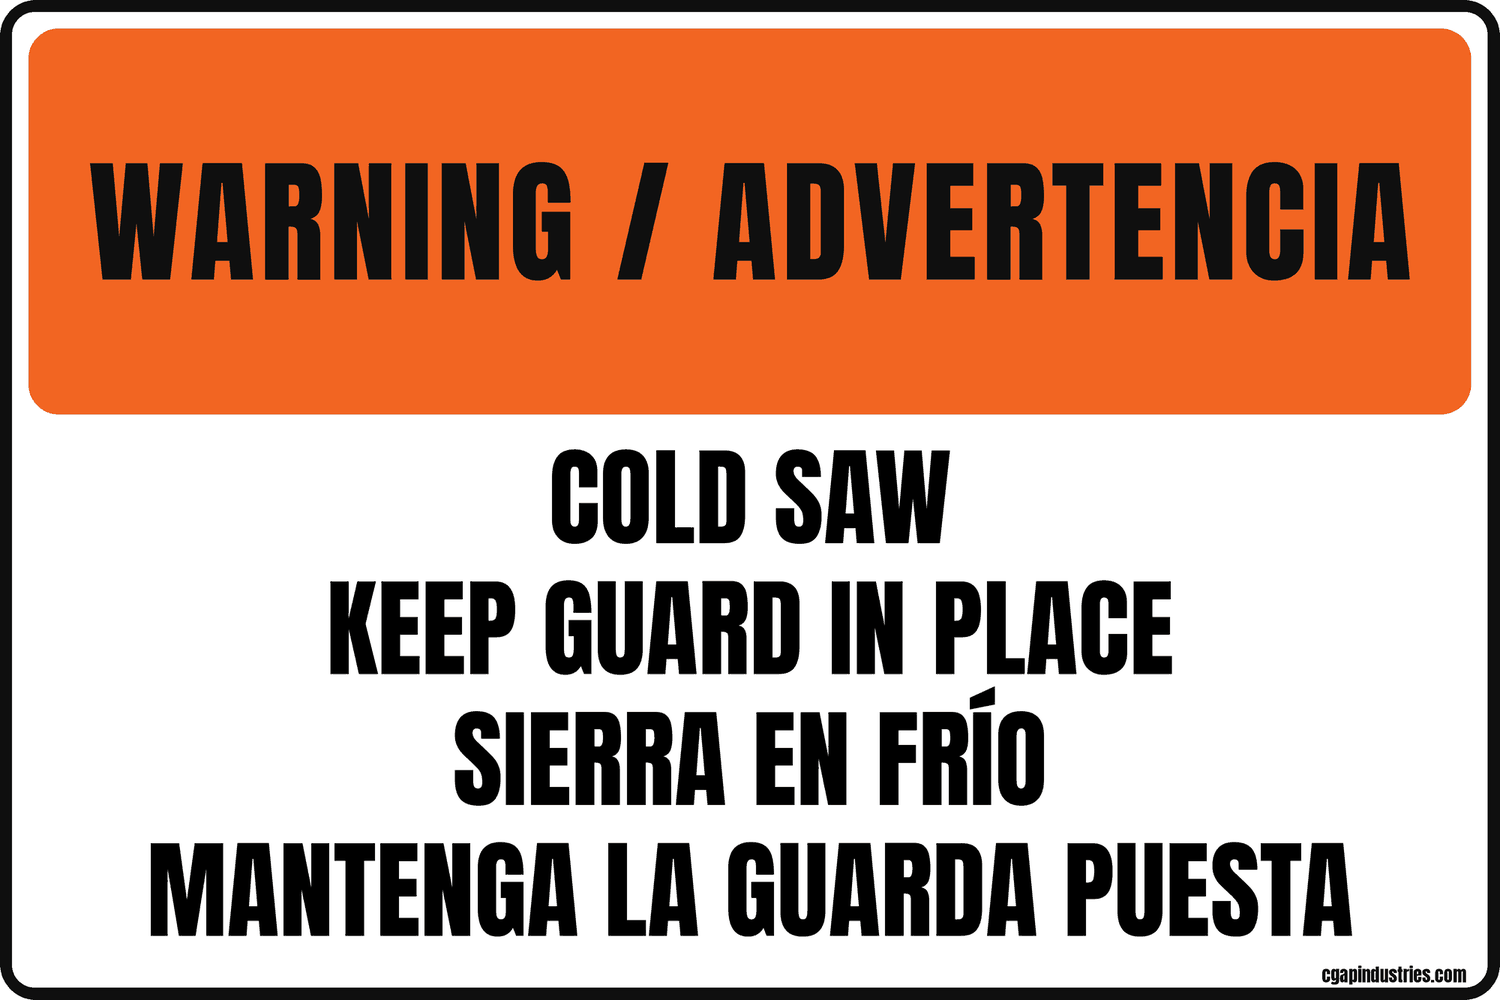 WARNING / ADVERTENCIA
COLD SAW
KEEP GUARD IN PLACE
SIERRA EN FRÍO
MANTENGA LA GUARDA PUESTA
cgapindustries.com